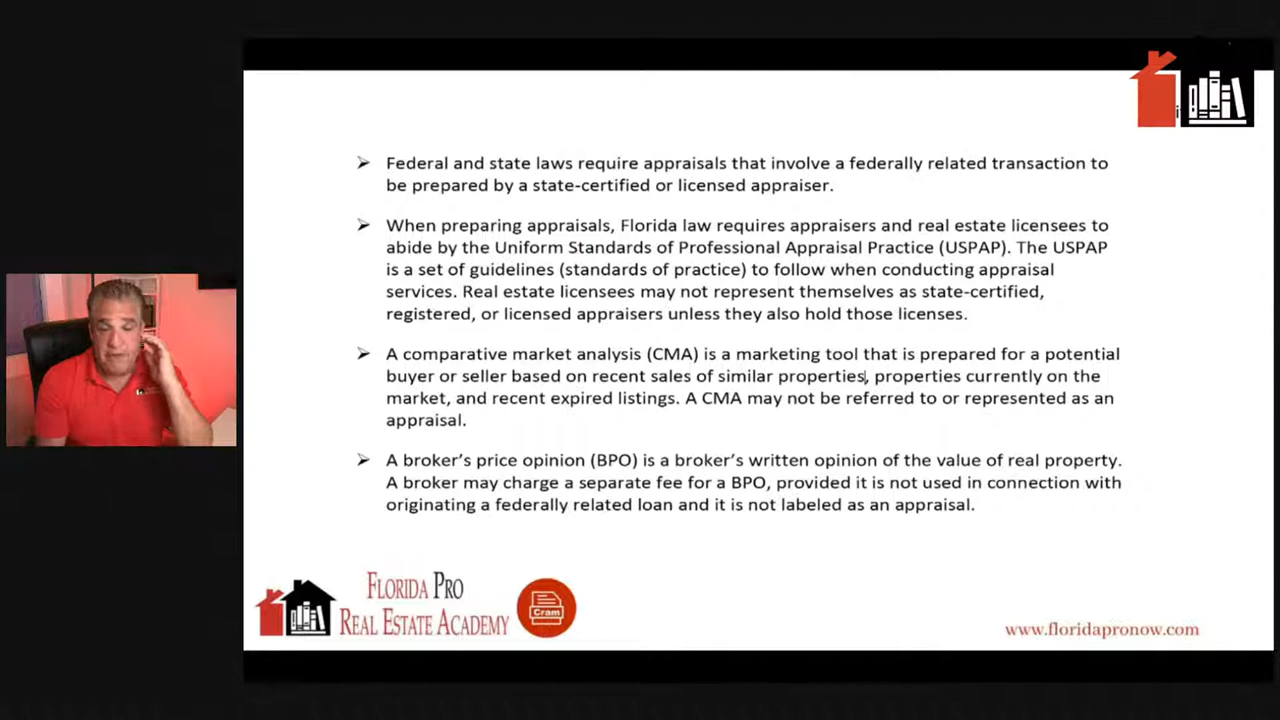 ➢ Federal and state laws require appraisals that involve a federally related transaction to
be prepared by a state-certified or licensed appraiser.
➢ When preparing appraisals, Florida law requires appraisers and real estate licensees to
abide by the Uniform Standards of Professional Appraisal Practice (USPAP). The USPAP
is a set of guidelines (standards of practice) to follow when conducting appraisal
services. Real estate licensees may not represent themselves as state-certified,
registered, or licensed appraisers unless they also hold those licenses.
➢ A comparative market analysis (CMA) is a marketing tool that is prepared for a potential
buyer or seller based on recent sales of similar properties, properties currently on the
market, and recent expired listings. A CMA may not be referred to or represented as an
appraisal.
➢ A broker's price opinion (BPO) is a broker's written opinion of the value of real property.
A broker may charge a separate fee for a BPO, provided it is not used in connection with
originating a federally related loan and it is not labeled as an appraisal.
FLORIDA PRO
REAL ESTATE ACADEMY
Cram
www.floridapronow.com